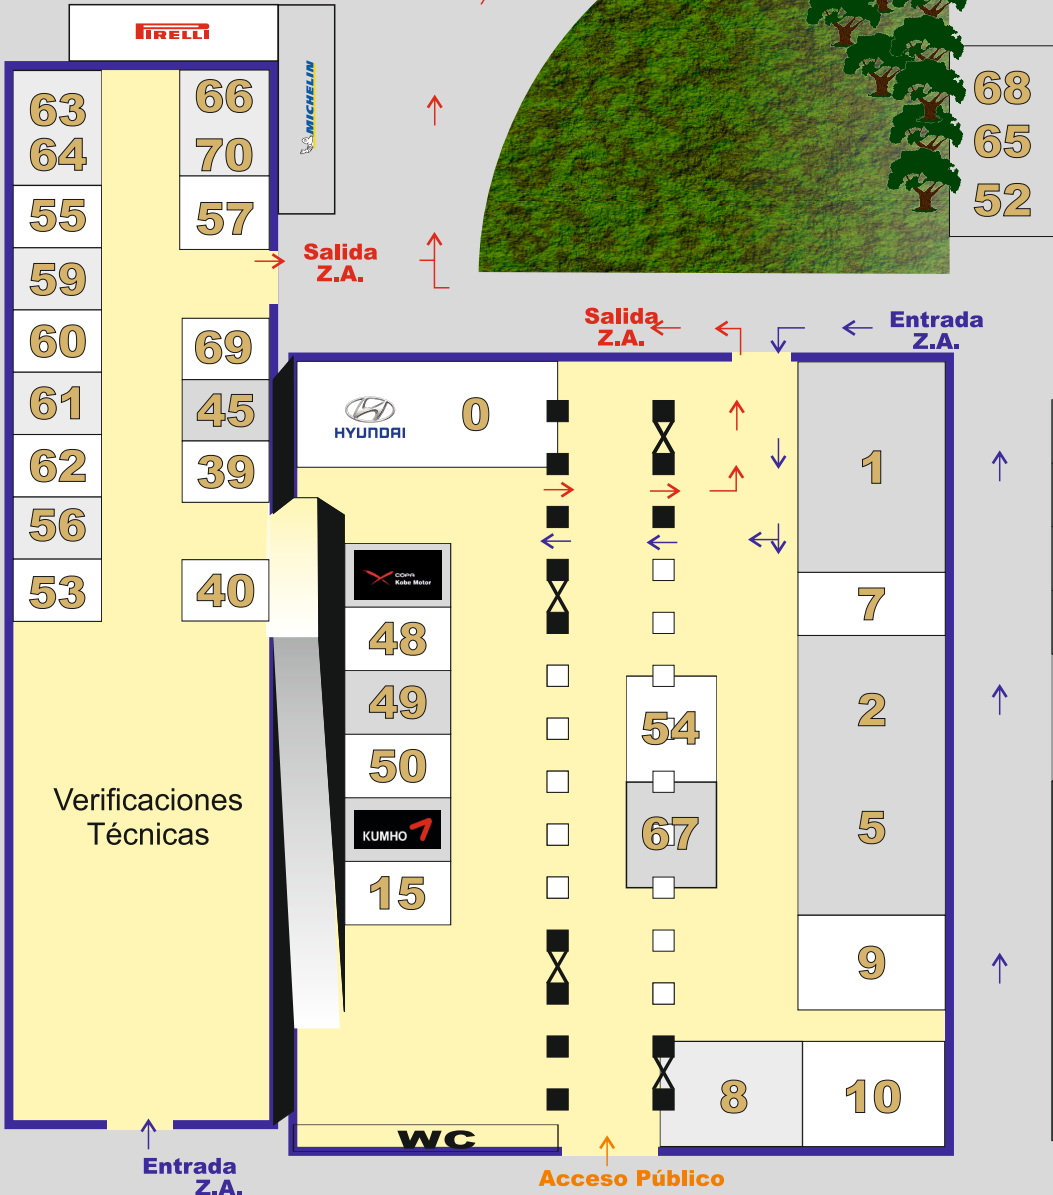 PIRELLI
MICHELIN
63
64
55
59
60
61
62
56
53
66
70
57
69
45
39
40
Salida
Z.A.
68
65
52
Salida
Z.A.
Entrada
Z.A.
HYUNDAI
0
COPA
Kobe Motor
48
49
50
KUMHO
15
54
67
1
7
2
5
9
8
10
Verificaciones
Técnicas
WC
Entrada
Z.A.
Acceso Público